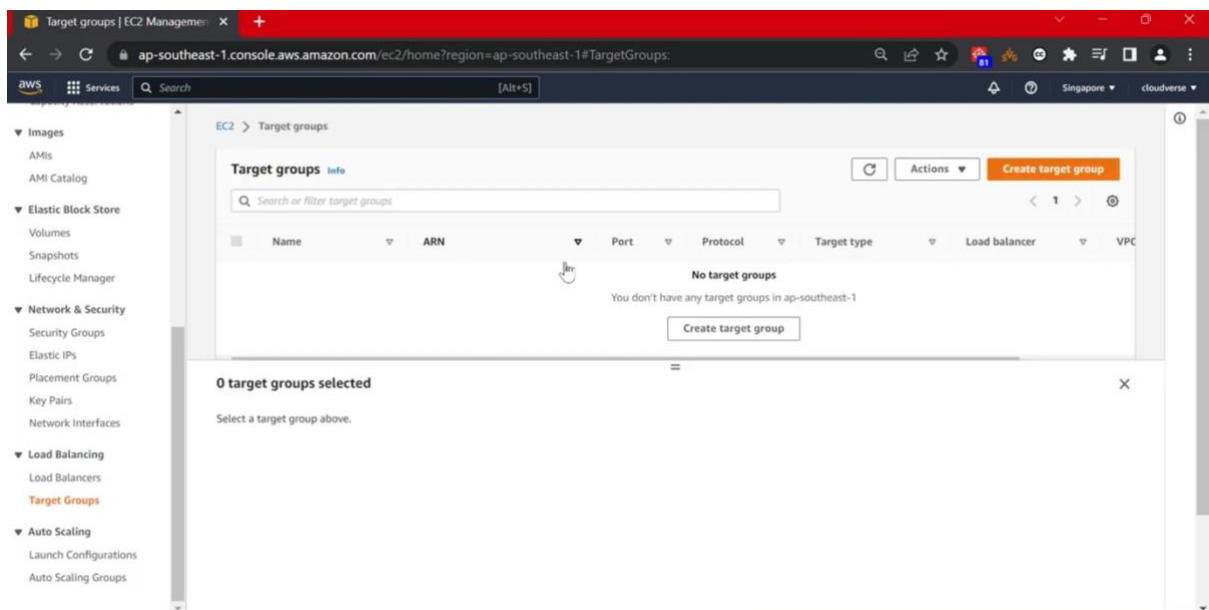 Target groups | EC2 Managemen
ap-southeast-1.console.aws.amazon.com/ec2/home?region=ap-southeast-1#TargetGroups:
81
aws
Services
Search
[Alt+S]
Singapore
cloudverse
Images
AMIs
AMI Catalog
Elastic Block Store
Volumes
Snapshots
Lifecycle Manager
Network & Security
Security Groups
Elastic IPs
Placement Groups
Key Pairs
Network Interfaces
Load Balancing
Load Balancers
Target Groups
Auto Scaling
Launch Configurations
Auto Scaling Groups
EC2 > Target groups
Target groups Info
Actions
Create target group
Search or filter target groups
< 1 >
Name ARN Port Protocol Target type Load balancer VPC
No target groups
You don't have any target groups in ap-southeast-1
Create target group
0 target groups selected
Select a target group above.